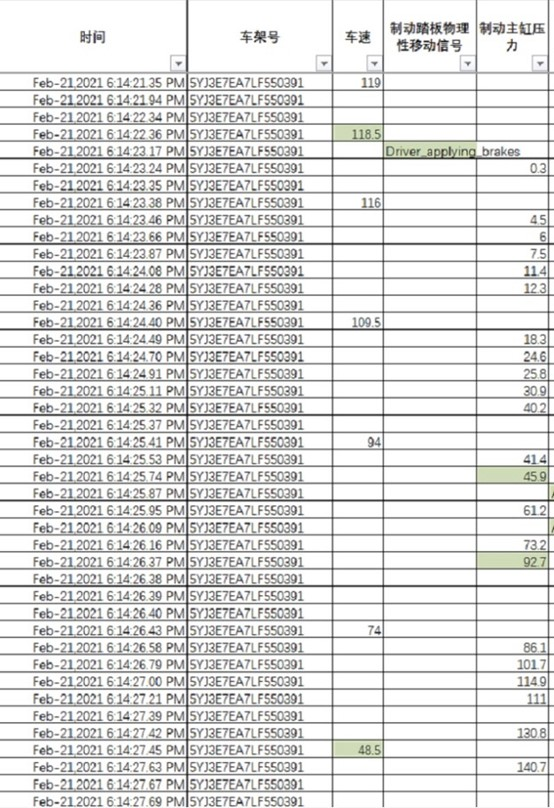 时间 车架号 车速 制动踏板物理性移动信号 制动主缸压力
Feb-21,2021 6:14:21.35 PM 5YJ3E7EA7LF550391 119
Feb-21,2021 6:14:21.94 PM 5YJ3E7EA7LF550391
Feb-21,2021 6:14:22.34 PM 5YJ3E7EA7LF550391
Feb-21,2021 6:14:22.36 PM 5YJ3E7EA7LF550391 118.5
Feb-21,2021 6:14:23.17 PM 5YJ3E7EA7LF550391 Driver_applying_brakes
Feb-21,2021 6:14:23.24 PM 5YJ3E7EA7LF550391 0.3
Feb-21,2021 6:14:23.35 PM 5YJ3E7EA7LF550391
Feb-21,2021 6:14:23.38 PM 5YJ3E7EA7LF550391 116
Feb-21,2021 6:14:23.46 PM 5YJ3E7EA7LF550391 4.5
Feb-21,2021 6:14:23.66 PM 5YJ3E7EA7LF550391 6
Feb-21,2021 6:14:23.87 PM 5YJ3E7EA7LF550391 7.5
Feb-21,2021 6:14:24.08 PM 5YJ3E7EA7LF550391 11.4
Feb-21,2021 6:14:24.28 PM 5YJ3E7EA7LF550391 12.3
Feb-21,2021 6:14:24.36 PM 5YJ3E7EA7LF550391
Feb-21,2021 6:14:24.40 PM 5YJ3E7EA7LF550391 109.5
Feb-21,2021 6:14:24.49 PM 5YJ3E7EA7LF550391 18.3
Feb-21,2021 6:14:24.70 PM 5YJ3E7EA7LF550391 24.6
Feb-21,2021 6:14:24.91 PM 5YJ3E7EA7LF550391 25.8
Feb-21,2021 6:14:25.11 PM 5YJ3E7EA7LF550391 30.9
Feb-21,2021 6:14:25.32 PM 5YJ3E7EA7LF550391 40.2
Feb-21,2021 6:14:25.37 PM 5YJ3E7EA7LF550391
Feb-21,2021 6:14:25.41 PM 5YJ3E7EA7LF550391 94
Feb-21,2021 6:14:25.53 PM 5YJ3E7EA7LF550391 41.4
Feb-21,2021 6:14:25.74 PM 5YJ3E7EA7LF550391 45.9
Feb-21,2021 6:14:25.87 PM 5YJ3E7EA7LF550391
Feb-21,2021 6:14:25.95 PM 5YJ3E7EA7LF550391 61.2
Feb-21,2021 6:14:26.09 PM 5YJ3E7EA7LF550391
Feb-21,2021 6:14:26.16 PM 5YJ3E7EA7LF550391 73.2
Feb-21,2021 6:14:26.37 PM 5YJ3E7EA7LF550391 92.7
Feb-21,2021 6:14:26.38 PM 5YJ3E7EA7LF550391
Feb-21,2021 6:14:26.39 PM 5YJ3E7EA7LF550391
Feb-21,2021 6:14:26.40 PM 5YJ3E7EA7LF550391
Feb-21,2021 6:14:26.43 PM 5YJ3E7EA7LF550391 74
Feb-21,2021 6:14:26.58 PM 5YJ3E7EA7LF550391 86.1
Feb-21,2021 6:14:26.79 PM 5YJ3E7EA7LF550391 101.7
Feb-21,2021 6:14:27.00 PM 5YJ3E7EA7LF550391 114.9
Feb-21,2021 6:14:27.21 PM 5YJ3E7EA7LF550391 111
Feb-21,2021 6:14:27.39 PM 5YJ3E7EA7LF550391
Feb-21,2021 6:14:27.42 PM 5YJ3E7EA7LF550391 130.8
Feb-21,2021 6:14:27.45 PM 5YJ3E7EA7LF550391 48.5
Feb-21,2021 6:14:27.63 PM 5YJ3E7EA7LF550391 140.7
Feb-21,2021 6:14:27.67 PM 5YJ3E7EA7LF550391
Feb-21,2021 6:14:27.69 PM 5YJ3E7EA7LF550391